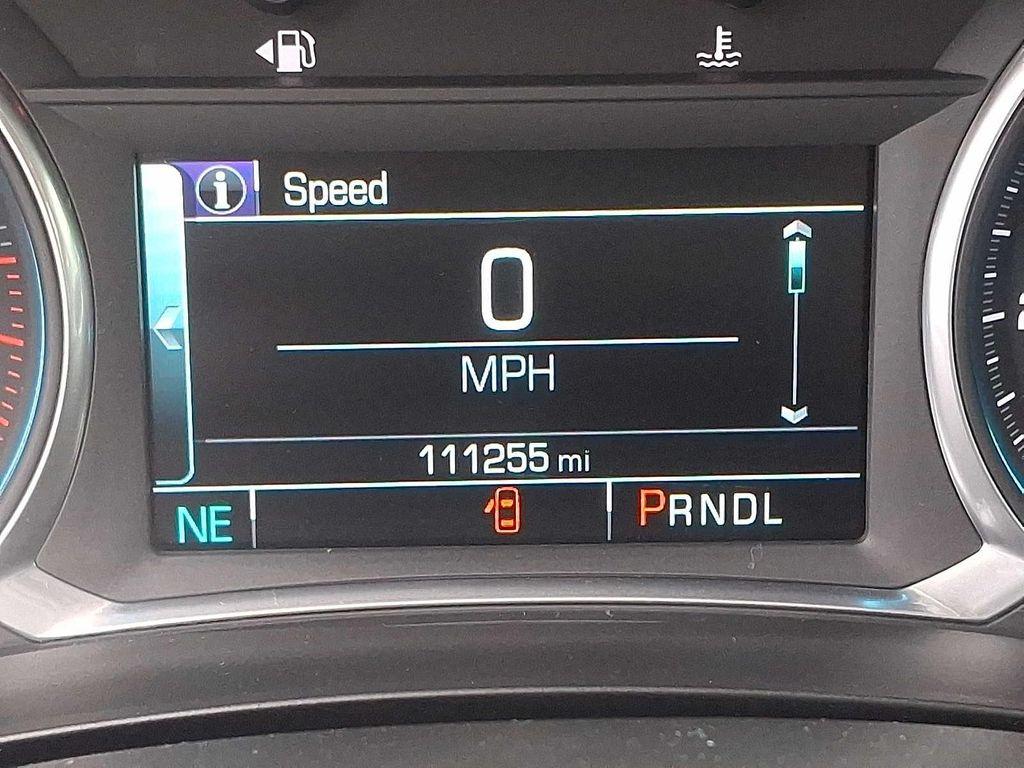 i Speed
0
MPH
111255 mi
NE PRNDL